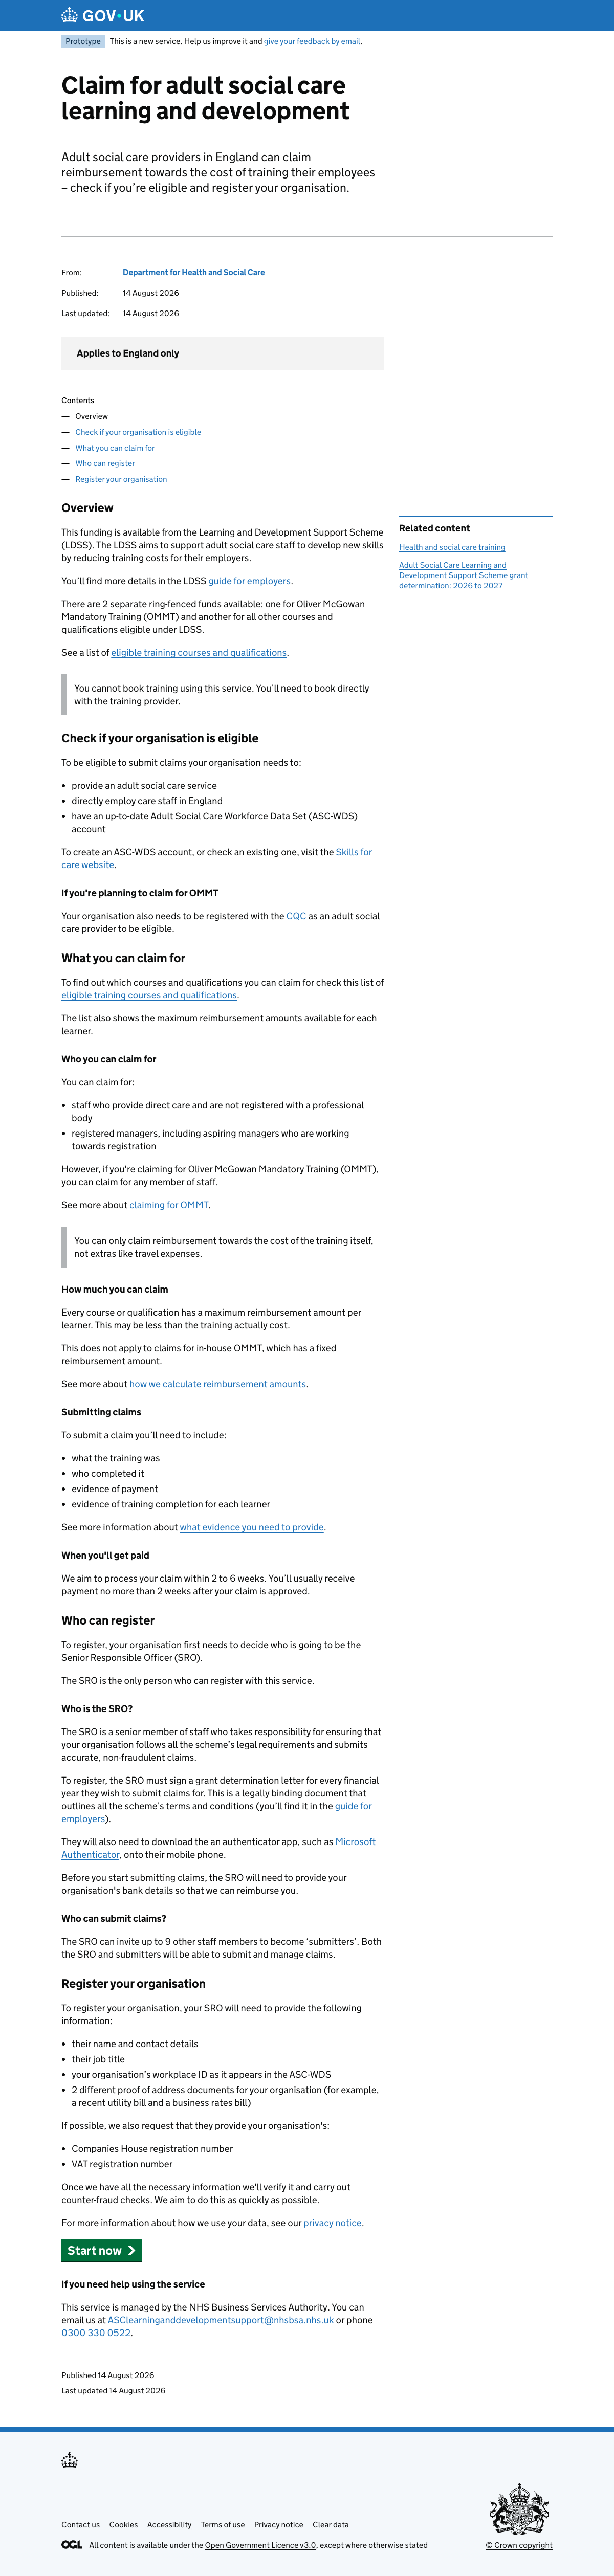 GOV·UK
Prototype This is a new service. Help us improve it and give your feedback by email.
Claim for adult social care
learning and development
Adult social care providers in England can claim
reimbursement towards the cost of training their employees
– check if you’re eligible and register your organisation.
From: Department for Health and Social Care
Published: 14 August 2026
Last updated: 14 August 2026
Applies to England only
Contents
— Overview
— Check if your organisation is eligible
— What you can claim for
— Who can register
— Register your organisation
Overview
This funding is available from the Learning and Development Support Scheme
(LDSS). The LDSS aims to support adult social care staff to develop new skills
by reducing training costs for their employers.
You’ll find more details in the LDSS guide for employers.
There are 2 separate ring-fenced funds available: one for Oliver McGowan
Mandatory Training (OMMT) and another for all other courses and
qualifications eligible under LDSS.
See a list of eligible training courses and qualifications.
You cannot book training using this service. You’ll need to book directly
with the training provider.
Related content
Health and social care training
Adult Social Care Learning and
Development Support Scheme grant
determination: 2026 to 2027
Check if your organisation is eligible
To be eligible to submit claims your organisation needs to:
• provide an adult social care service
• directly employ care staff in England
• have an up-to-date Adult Social Care Workforce Data Set (ASC-WDS)
account
To create an ASC-WDS account, or check an existing one, visit the Skills for
care website.
If you're planning to claim for OMMT
Your organisation also needs to be registered with the CQC as an adult social
care provider to be eligible.
What you can claim for
To find out which courses and qualifications you can claim for check this list of
eligible training courses and qualifications.
The list also shows the maximum reimbursement amounts available for each
learner.
Who you can claim for
You can claim for:
• staff who provide direct care and are not registered with a professional
body
• registered managers, including aspiring managers who are working
towards registration
However, if you're claiming for Oliver McGowan Mandatory Training (OMMT),
you can claim for any member of staff.
See more about claiming for OMMT.
You can only claim reimbursement towards the cost of the training itself,
not extras like travel expenses.
How much you can claim
Every course or qualification has a maximum reimbursement amount per
learner. This may be less than the training actually cost.
This does not apply to claims for in-house OMMT, which has a fixed
reimbursement amount.
See more about how we calculate reimbursement amounts.
Submitting claims
To submit a claim you’ll need to include:
• what the training was
• who completed it
• evidence of payment
• evidence of training completion for each learner
See more information about what evidence you need to provide.
When you'll get paid
We aim to process your claim within 2 to 6 weeks. You’ll usually receive
payment no more than 2 weeks after your claim is approved.
Who can register
To register, your organisation first needs to decide who is going to be the
Senior Responsible Officer (SRO).
The SRO is the only person who can register with this service.
Who is the SRO?
The SRO is a senior member of staff who takes responsibility for ensuring that
your organisation follows all the scheme’s legal requirements and submits
accurate, non-fraudulent claims.
To register, the SRO must sign a grant determination letter for every financial
year they wish to submit claims for. This is a legally binding document that
outlines all the scheme’s terms and conditions (you’ll find it in the guide for
employers).
They will also need to download the an authenticator app, such as Microsoft
Authenticator, onto their mobile phone.
Before you start submitting claims, the SRO will need to provide your
organisation's bank details so that we can reimburse you.
Who can submit claims?
The SRO can invite up to 9 other staff members to become ‘submitters’. Both
the SRO and submitters will be able to submit and manage claims.
Register your organisation
To register your organisation, your SRO will need to provide the following
information:
• their name and contact details
• their job title
• your organisation’s workplace ID as it appears in the ASC-WDS
• 2 different proof of address documents for your organisation (for example,
a recent utility bill and a business rates bill)
If possible, we also request that they provide your organisation's:
• Companies House registration number
• VAT registration number
Once we have all the necessary information we'll verify it and carry out
counter-fraud checks. We aim to do this as quickly as possible.
For more information about how we use your data, see our privacy notice.
Start now
If you need help using the service
This service is managed by the NHS Business Services Authority. You can
email us at ASClearninganddevelopmentsupport@nhsbsa.nhs.uk or phone
0300 330 0522.
Published 14 August 2026
Last updated 14 August 2026
Contact us Cookies Accessibility Terms of use Privacy notice Clear data
OGL All content is available under the Open Government Licence v3.0, except where otherwise stated
© Crown copyright